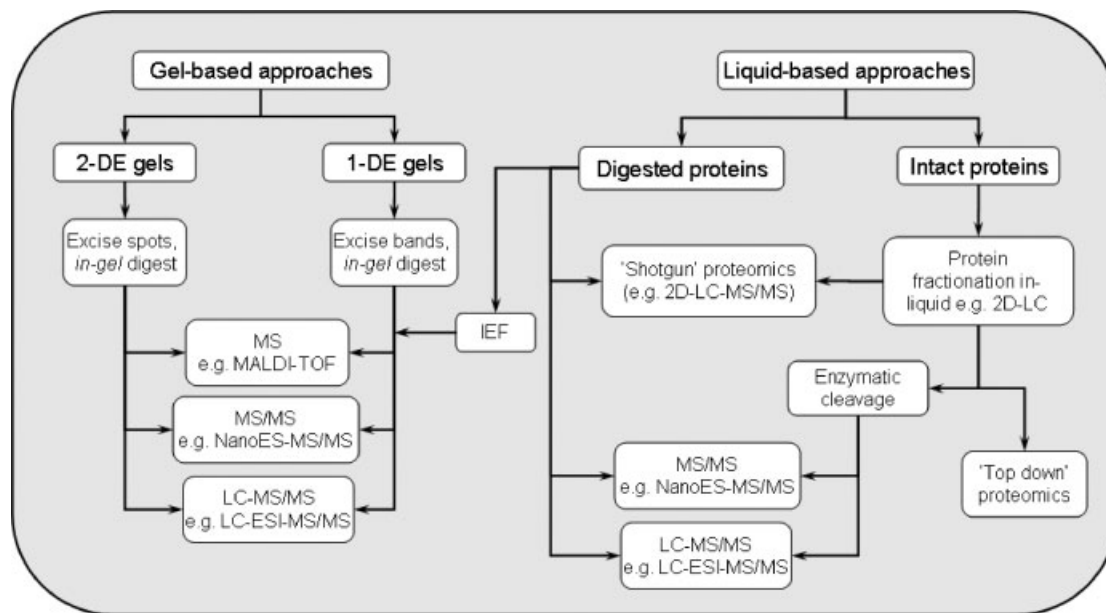 Gel-based approaches
Liquid-based approaches
2-DE gels
1-DE gels
Digested proteins
Intact proteins
Excise spots,
in-gel digest
Excise bands,
in-gel digest
'Shotgun' proteomics
(e.g. 2D-LC-MS/MS)
Protein
fractionation in-
liquid e.g. 2D-LC
IEF
MS
e.g. MALDI-TOF
Enzymatic
cleavage
MS/MS
e.g. NanoES-MS/MS
MS/MS
e.g. NanoES-MS/MS
'Top down'
proteomics
LC-MS/MS
e.g. LC-ESI-MS/MS
LC-MS/MS
e.g. LC-ESI-MS/MS